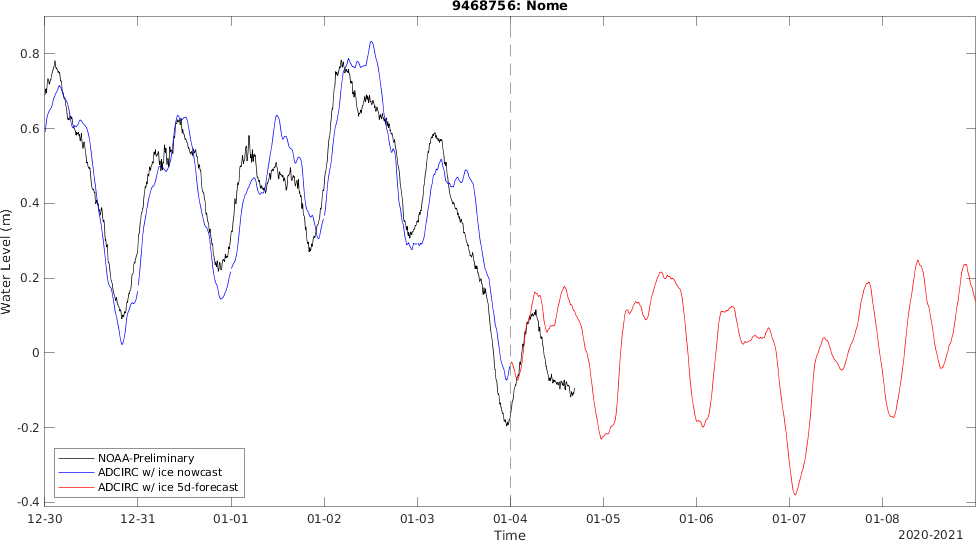 9468756: Nome
0.8
0.6
0.4
0.2
0
-0.2
-0.4
Water Level (m)
NOAA-Preliminary
ADCIRC w/ ice nowcast
ADCIRC w/ ice 5d-forecast
12-30 12-31 01-01 01-02 01-03 01-04 01-05 01-06 01-07 01-08
Time
2020-2021